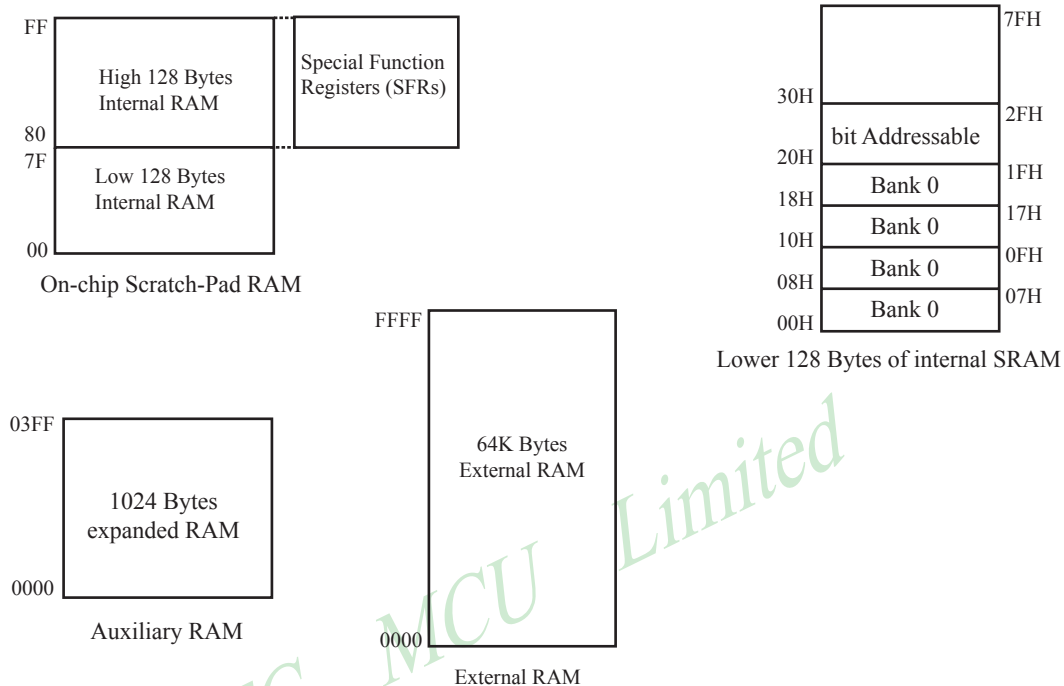 FF
High 128 Bytes
Internal RAM
80
7F
Low 128 Bytes
Internal RAM
00
On-chip Scratch-Pad RAM
Special Function
Registers (SFRs)
7FH
30H
2FH
bit Addressable
20H
1FH
Bank 0
18H
17H
Bank 0
10H
0FH
Bank 0
08H
07H
Bank 0
00H
Lower 128 Bytes of internal SRAM
03FF
1024 Bytes
expanded RAM
0000
Auxiliary RAM
FFFF
64K Bytes
External RAM
0000
External RAM
MCU Limited